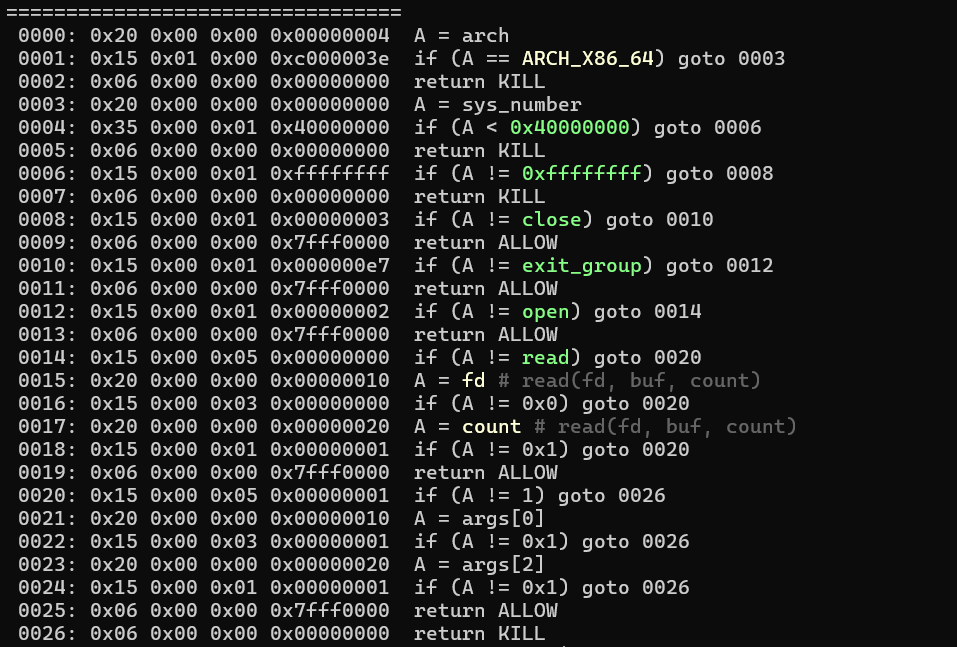 =================================
0000: 0x20 0x00 0x00 0x00000004  A = arch
0001: 0x15 0x01 0x00 0xc000003e  if (A == ARCH_X86_64) goto 0003
0002: 0x06 0x00 0x00 0x00000000  return KILL
0003: 0x20 0x00 0x00 0x00000000  A = sys_number
0004: 0x35 0x00 0x01 0x40000000  if (A < 0x40000000) goto 0006
0005: 0x06 0x00 0x00 0x00000000  return KILL
0006: 0x15 0x00 0x01 0xffffffff  if (A != 0xffffffff) goto 0008
0007: 0x06 0x00 0x00 0x00000000  return KILL
0008: 0x15 0x00 0x01 0x00000003  if (A != close) goto 0010
0009: 0x06 0x00 0x00 0x7fff0000  return ALLOW
0010: 0x15 0x00 0x01 0x000000e7  if (A != exit_group) goto 0012
0011: 0x06 0x00 0x00 0x7fff0000  return ALLOW
0012: 0x15 0x00 0x01 0x00000002  if (A != open) goto 0014
0013: 0x06 0x00 0x00 0x7fff0000  return ALLOW
0014: 0x15 0x00 0x05 0x00000000  if (A != read) goto 0020
0015: 0x20 0x00 0x00 0x00000010  A = fd # read(fd, buf, count)
0016: 0x15 0x00 0x03 0x00000000  if (A != 0x0) goto 0020
0017: 0x20 0x00 0x00 0x00000020  A = count # read(fd, buf, count)
0018: 0x15 0x00 0x01 0x00000001  if (A != 0x1) goto 0020
0019: 0x06 0x00 0x00 0x7fff0000  return ALLOW
0020: 0x15 0x00 0x05 0x00000001  if (A != 1) goto 0026
0021: 0x20 0x00 0x00 0x00000010  A = args[0]
0022: 0x15 0x00 0x03 0x00000001  if (A != 0x1) goto 0026
0023: 0x20 0x00 0x00 0x00000020  A = args[2]
0024: 0x15 0x00 0x01 0x00000001  if (A != 0x1) goto 0026
0025: 0x06 0x00 0x00 0x7fff0000  return ALLOW
0026: 0x06 0x00 0x00 0x00000000  return KILL